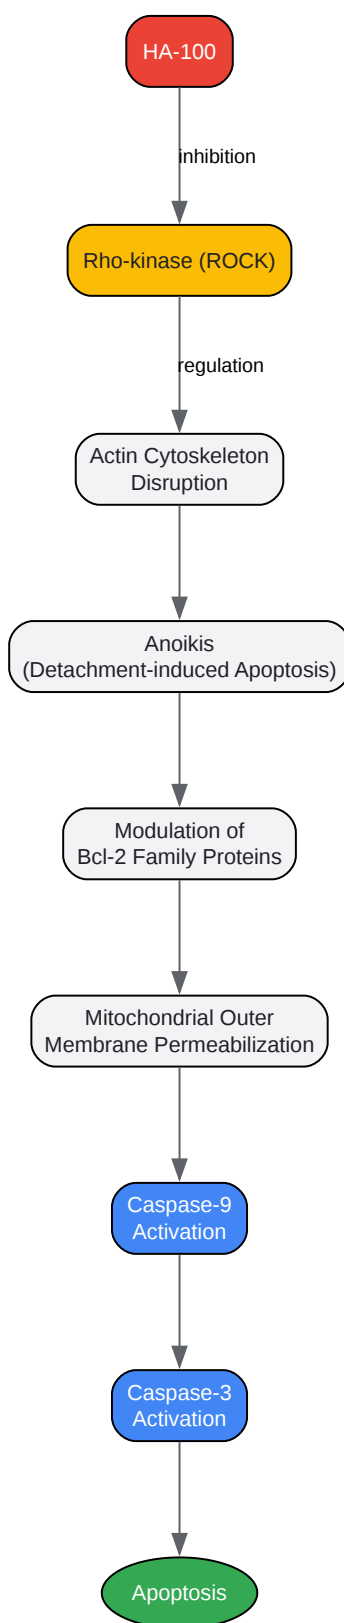 HA-100
inhibition
Rho-kinase (ROCK)
regulation
Actin Cytoskeleton
Disruption
Anoikis
(Detachment-induced Apoptosis)
Modulation of
Bcl-2 Family Proteins
Mitochondrial Outer
Membrane Permeabilization
Caspase-9
Activation
Caspase-3
Activation
Apoptosis